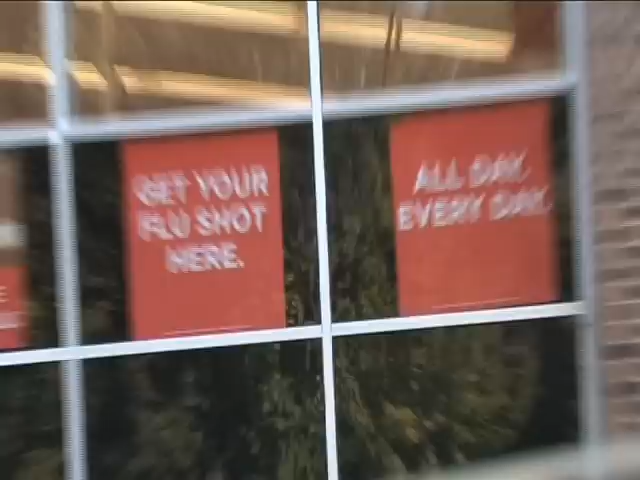 GET YOUR
FLU SHOT
HERE.
ALL DAY.
EVERY DAY.